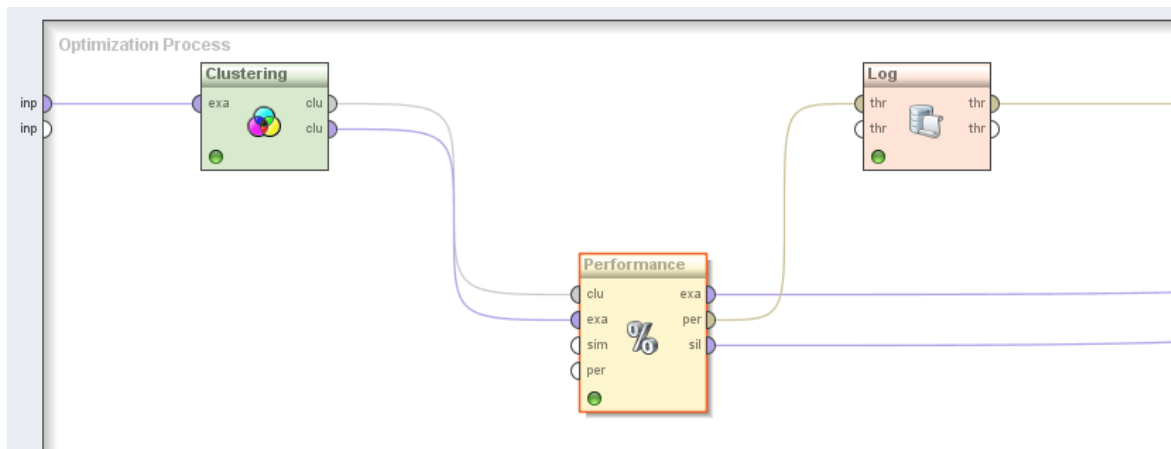 Optimization Process
Clustering
inp
exa
clu
inp
clu
Log
thr
thr
thr
thr
Performance
clu
exa
exa
per
sim
sil
per
%